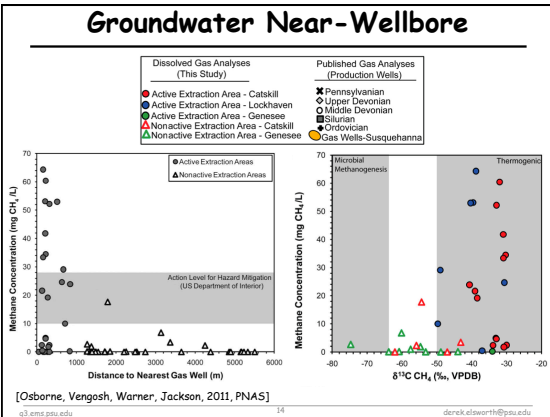 Groundwater Near-Wellbore
Dissolved Gas Analyses
(This Study)
Active Extraction Area - Catskill
Active Extraction Area - Lockhaven
Active Extraction Area - Genesee
Nonactive Extraction Area - Catskill
Nonactive Extraction Area - Genesee
Published Gas Analyses
(Production Wells)
Pennsylvanian
Upper Devonian
Middle Devonian
Silurian
Ordovician
Gas Wells-Susquehanna
Methane Concentration (mg CH4/L)
70
60
50
40
30
20
10
0
Active Extraction Areas
Nonactive Extraction Areas
Action Level for Hazard Mitigation
(US Department of Interior)
0 1000 2000 3000 4000 5000 6000
Distance to Nearest Gas Well (m)
Methane Concentration (mg CH4/L)
70
60
50
40
30
20
10
0
Microbial
Methanogenesis
Thermogenic
-80 -70 -60 -50 -40 -30 -20
δ13C CH4 (‰, VPDB)
[Osborne, Vengosh, Warner, Jackson, 2011, PNAS]
g3.ems.psu.edu 14 derek.elsworth@psu.edu